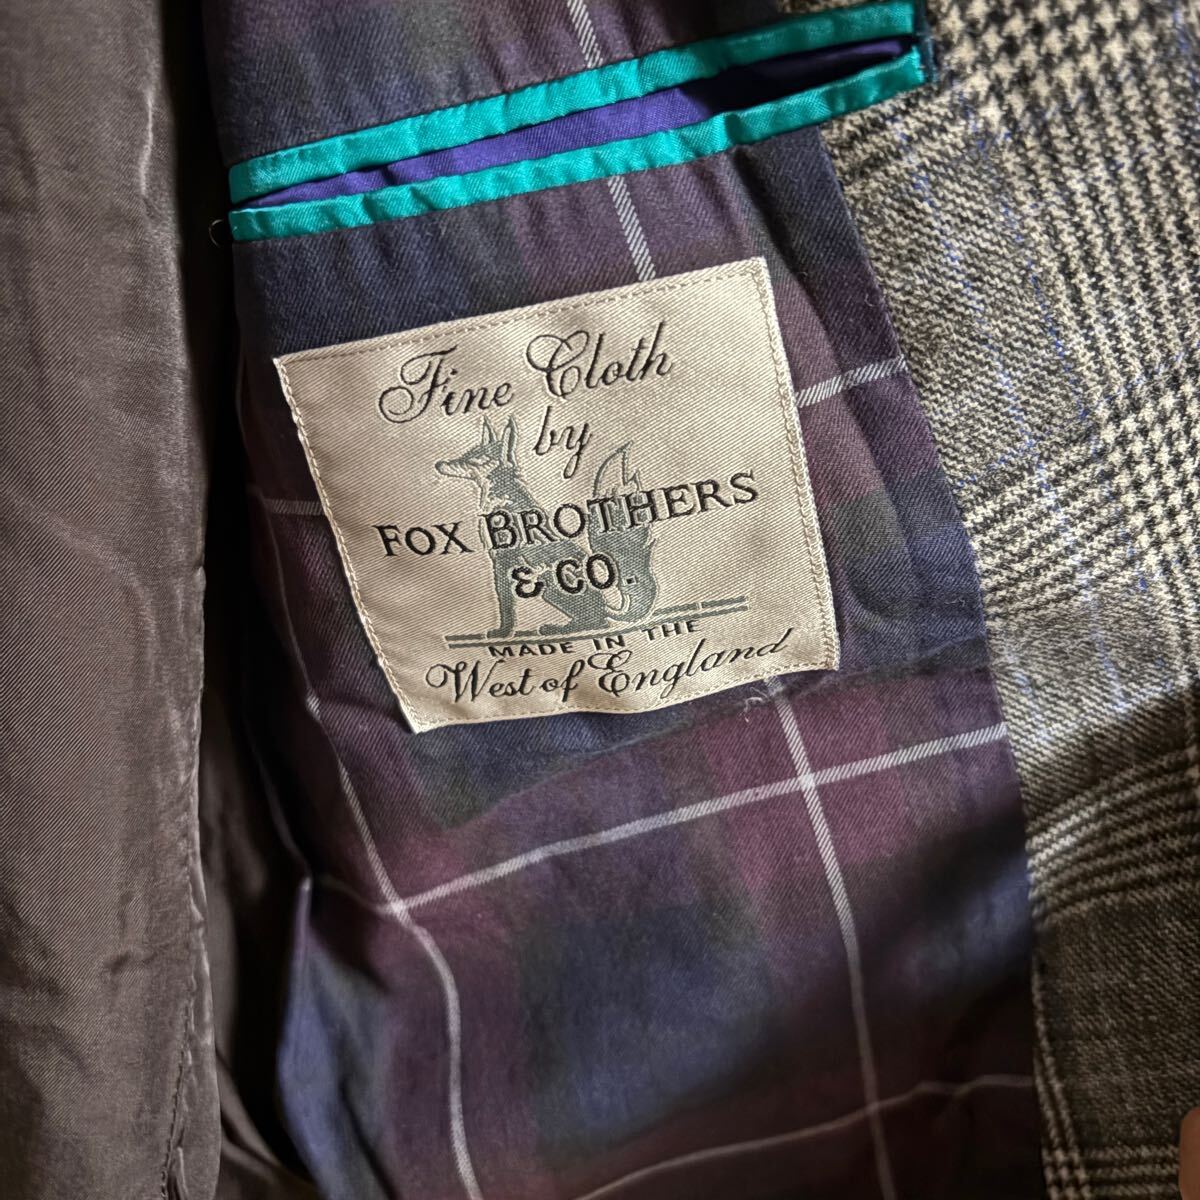 Fine Cloth
by
FOX BROTHERS
& CO.
MADE IN THE
West of England